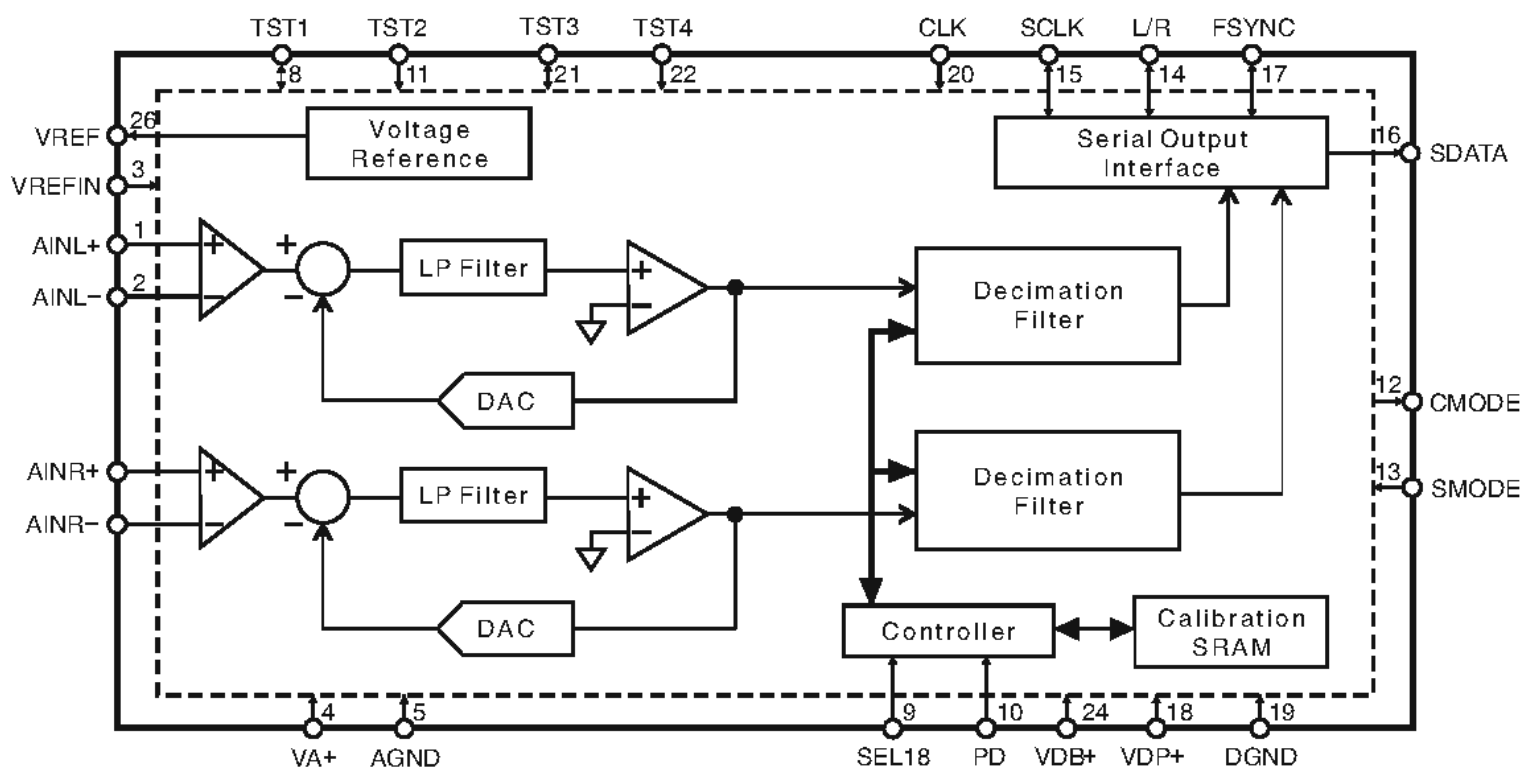 TST1 TST2 TST3 TST4 CLK SCLK L/R FSYNC
8 11 21 22 20 15 14 17
VREF 26
Voltage
Reference
Serial Output
Interface
16 SDATA
VREFIN 3
AINL+ 1
+ +
LP Filter
+
AINL− 2
− − −
Decimation
Filter
DAC
12 CMODE
AINR+
+ +
LP Filter
+
AINR−
− − −
Decimation
Filter
13 SMODE
DAC
Controller
Calibration
SRAM
4 5 9 10 24 18 19
VA+ AGND SEL18 PD VDB+ VDP+ DGND